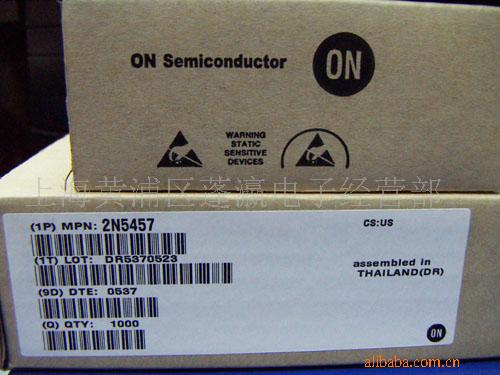 ON Semiconductor
ON
WARNING
STATIC
SENSITIVE
DEVICES
上海黄浦区蓬瀛电子经营部
(1P) MPN: 2N5457
CS:US
(1T) LOT: DR5370523
assembled in
THAILAND(DR)
(9D) DTE: 0537
(Q) QTY: 1000
ON
alibaba.com.cn